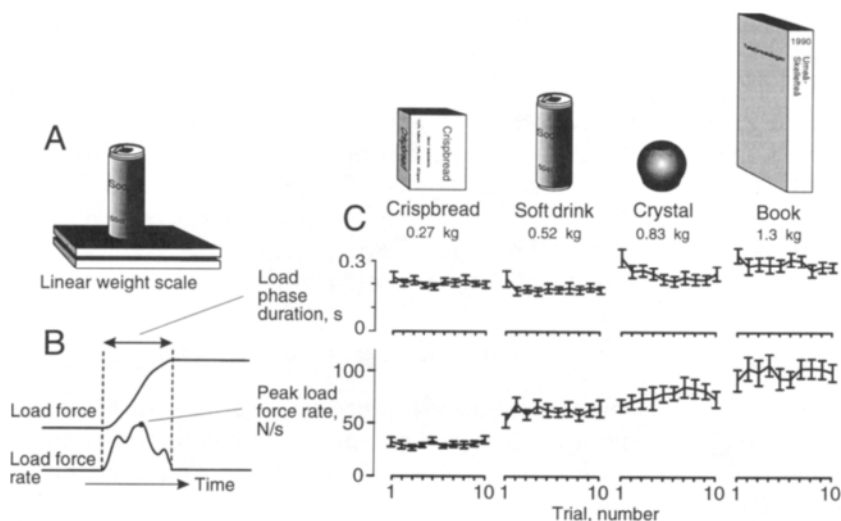 A
Soda
Linear weight scale
B
Load phase duration, s
Load force
Load force rate
Peak load force rate, N/s
Time
C
Crispbread
Crispbread
0.27 kg
Soft drink
0.52 kg
Crystal
0.83 kg
1990
Umeå-
Skellefteå
Book
1.3 kg
0.3
0
100
50
0
1 10 1 10 1 10 1 10
Trial, number